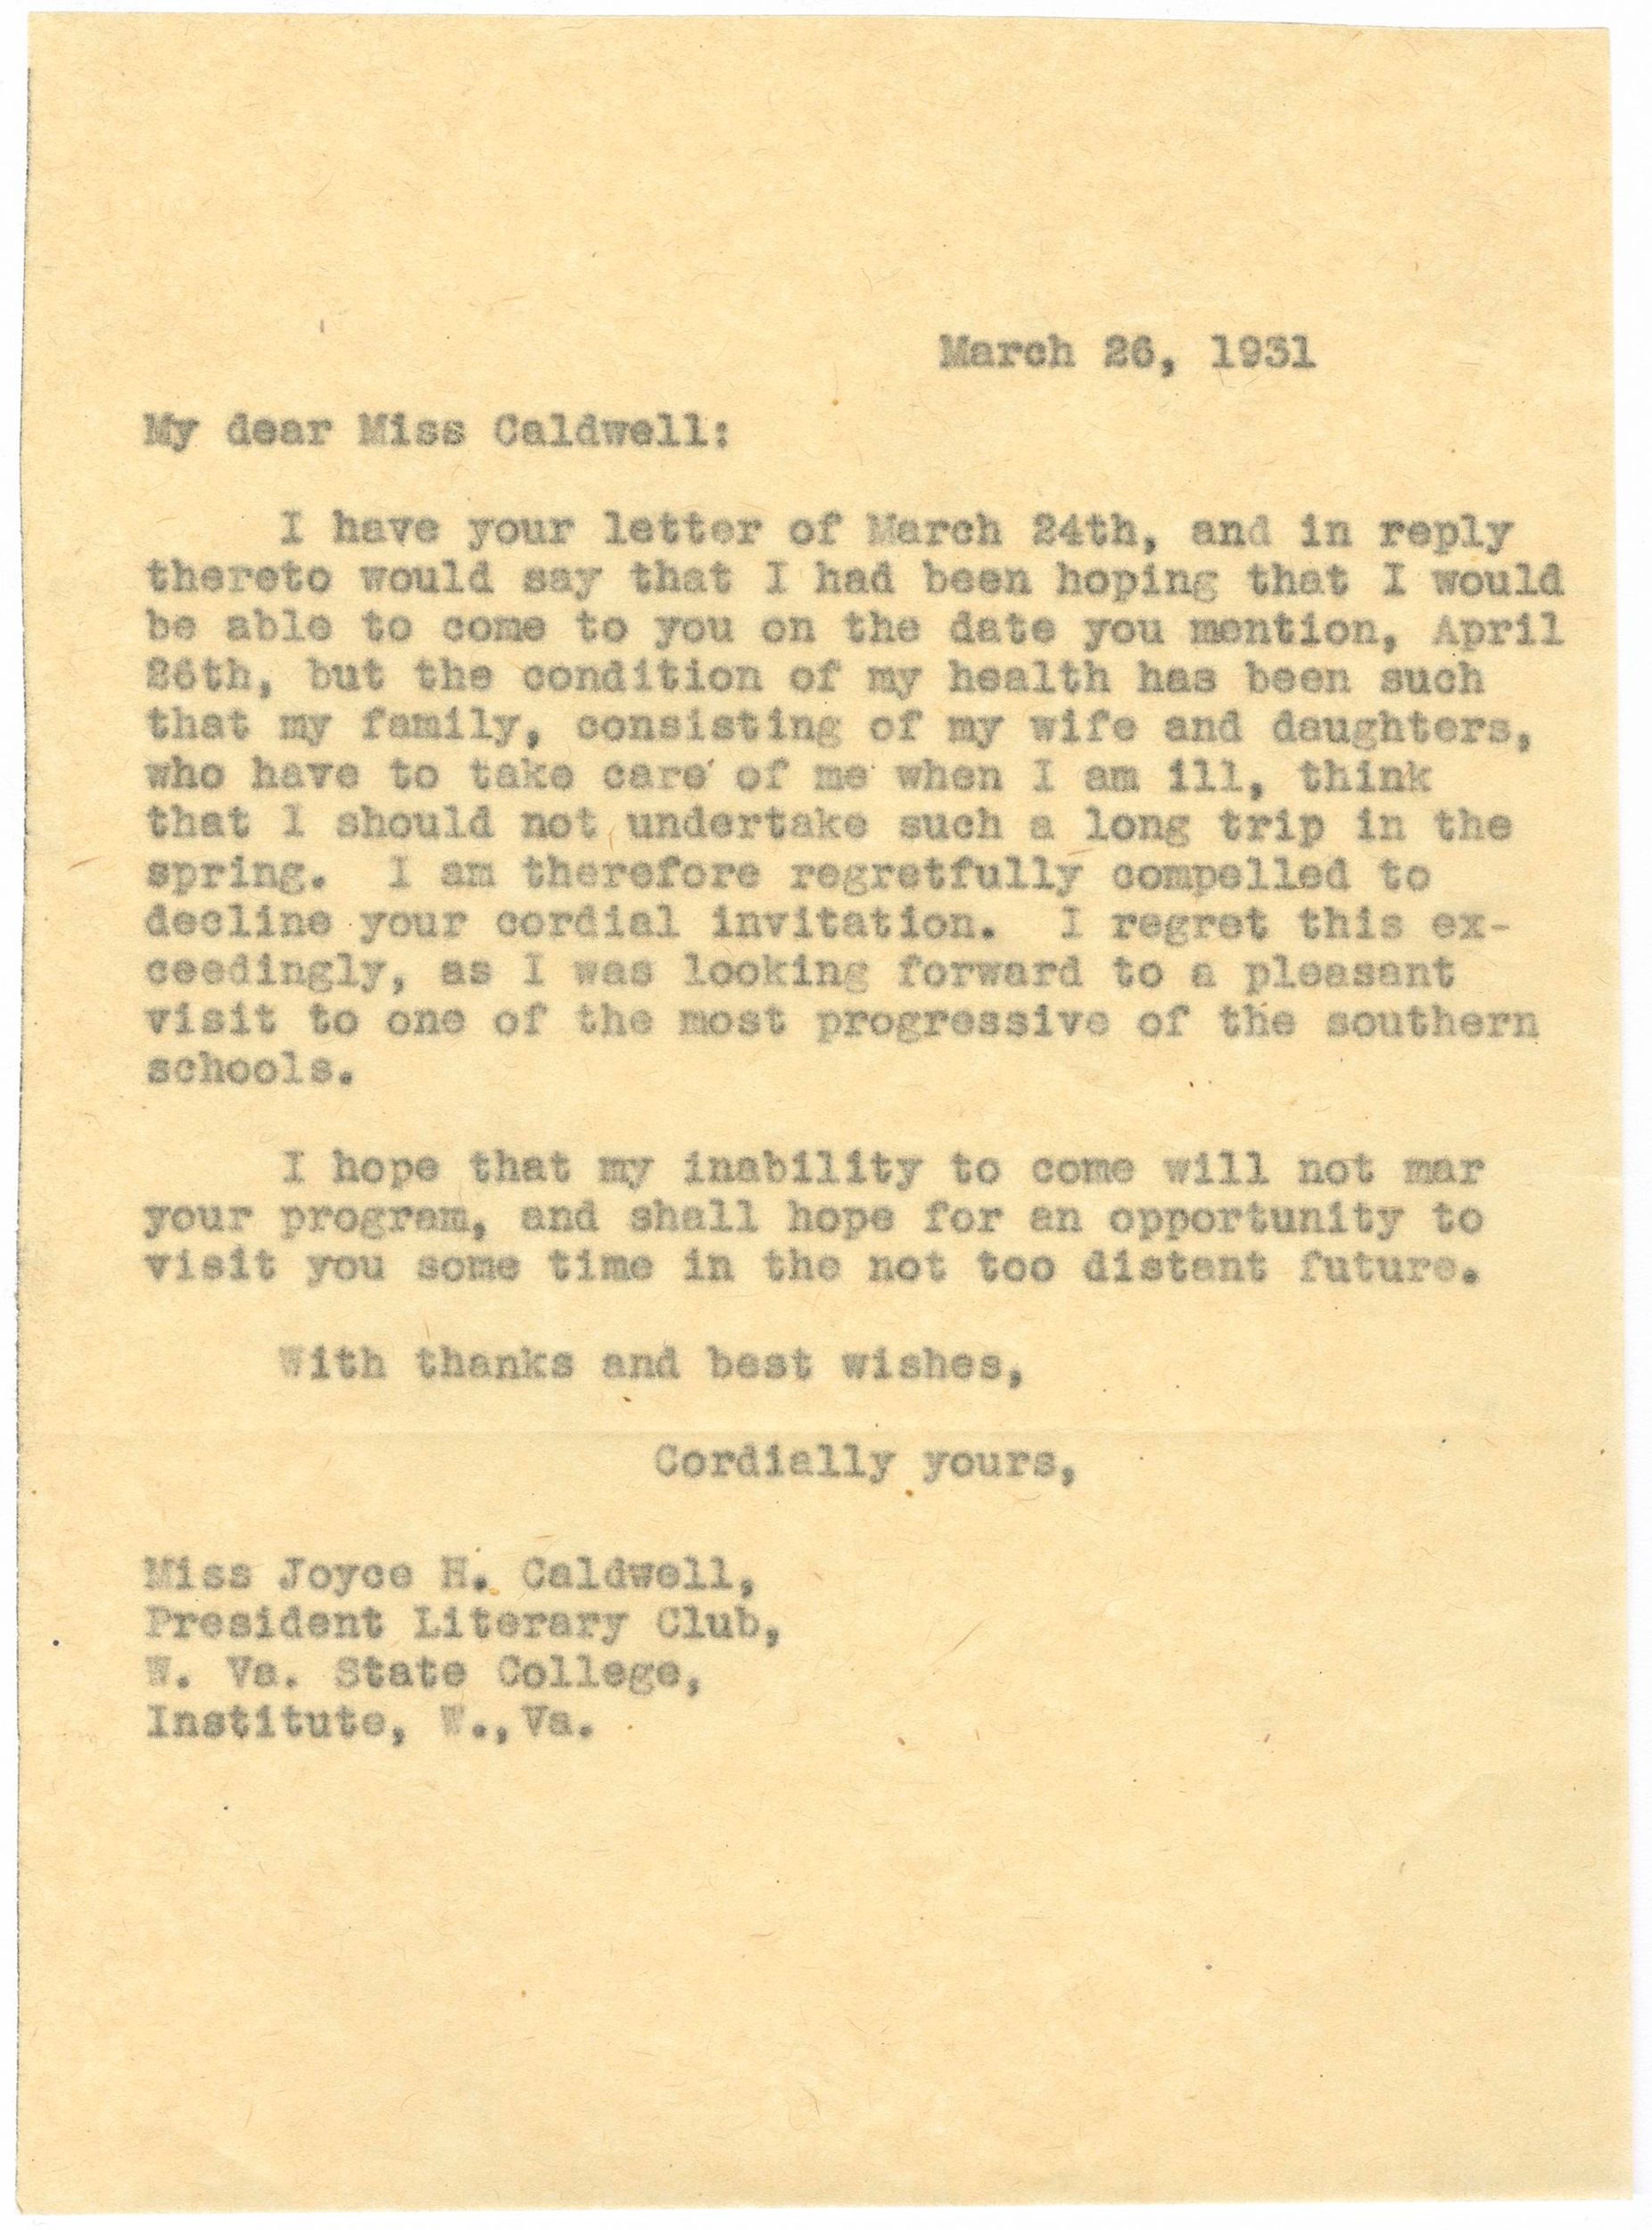 March 26, 1931
My dear Miss Caldwell:
I have your letter of March 24th, and in reply
thereto would say that I had been hoping that I would
be able to come to you on the date you mention, April
26th, but the condition of my health has been such
that my family, consisting of my wife and daughters,
who have to take care of me when I am ill, think
that I should not undertake such a long trip in the
spring. I am therefore regretfully compelled to
decline your cordial invitation. I regret this ex-
ceedingly, as I was looking forward to a pleasant
visit to one of the most progressive of the southern
schools.
I hope that my inability to come will not mar
your program, and shall hope for an opportunity to
visit you some time in the not too distant future.
With thanks and best wishes,
Cordially yours,
Miss Joyce H. Caldwell,
President Literary Club,
W. Va. State College,
Institute, W.,Va.